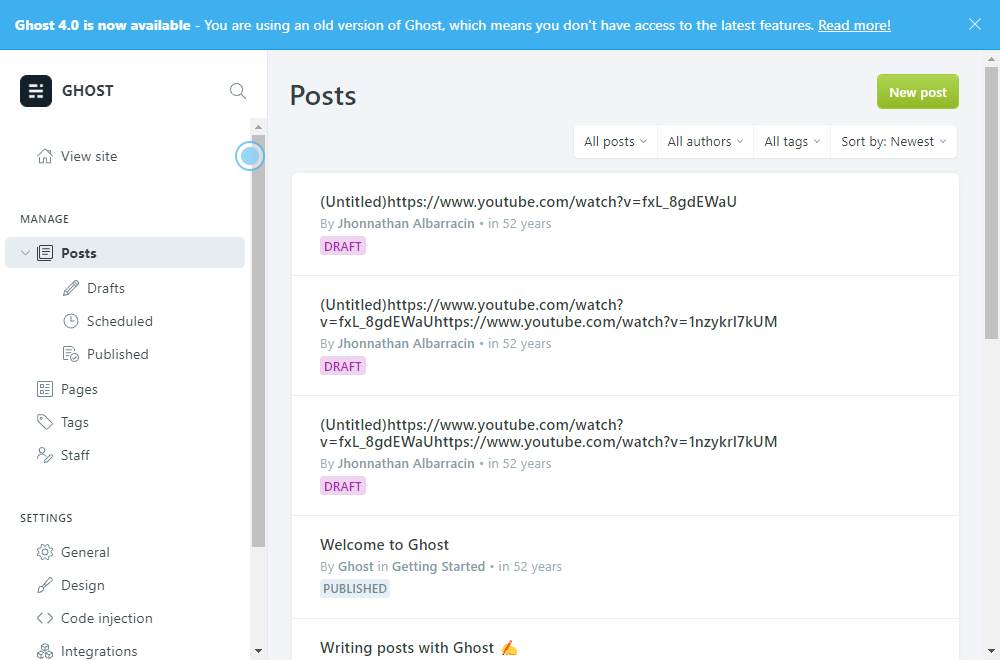 Ghost 4.0 is now available - You are using an old version of Ghost, which means you don't have access to the latest features. Read more!
GHOST
View site
MANAGE
Posts
Drafts
Scheduled
Published
Pages
Tags
Staff
SETTINGS
General
Design
Code injection
Integrations
Posts
New post
All posts
All authors
All tags
Sort by: Newest
(Untitled)https://www.youtube.com/watch?v=fxL_8gdEWaU
By Jhonnathan Albarracin • in 52 years
DRAFT
(Untitled)https://www.youtube.com/watch?
v=fxL_8gdEWaUhttps://www.youtube.com/watch?v=1nzykrI7kUM
By Jhonnathan Albarracin • in 52 years
DRAFT
(Untitled)https://www.youtube.com/watch?
v=fxL_8gdEWaUhttps://www.youtube.com/watch?v=1nzykrI7kUM
By Jhonnathan Albarracin • in 52 years
DRAFT
Welcome to Ghost
By Ghost in Getting Started • in 52 years
PUBLISHED
Writing posts with Ghost ✍️